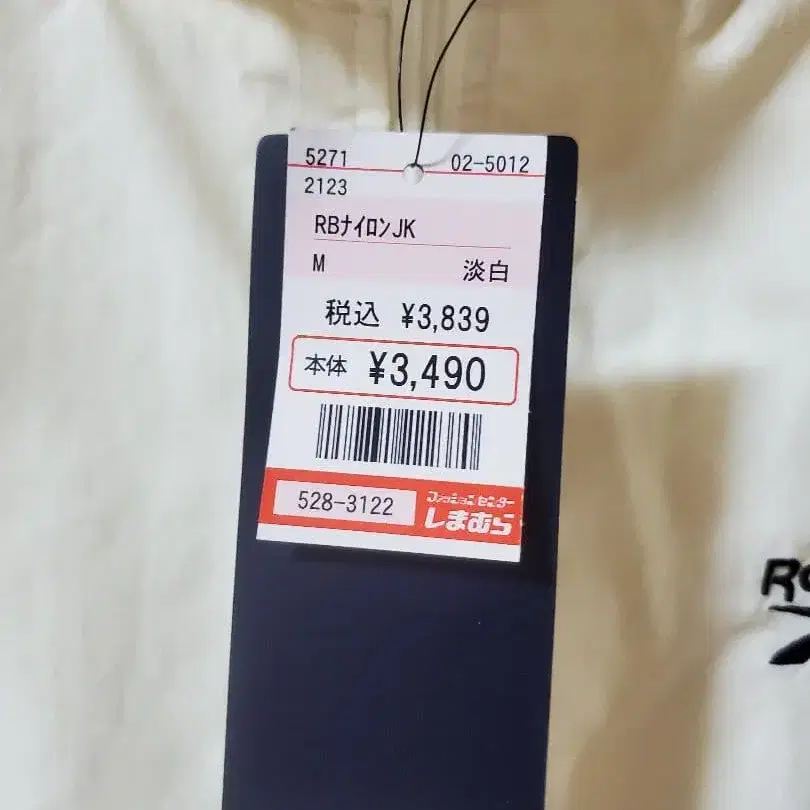 5271 02-5012
2123
RBﾅｲﾛﾝJK
M 淡白
税込 ¥3,839
本体 ¥3,490
528-3122
ファッションセンター
しまむら